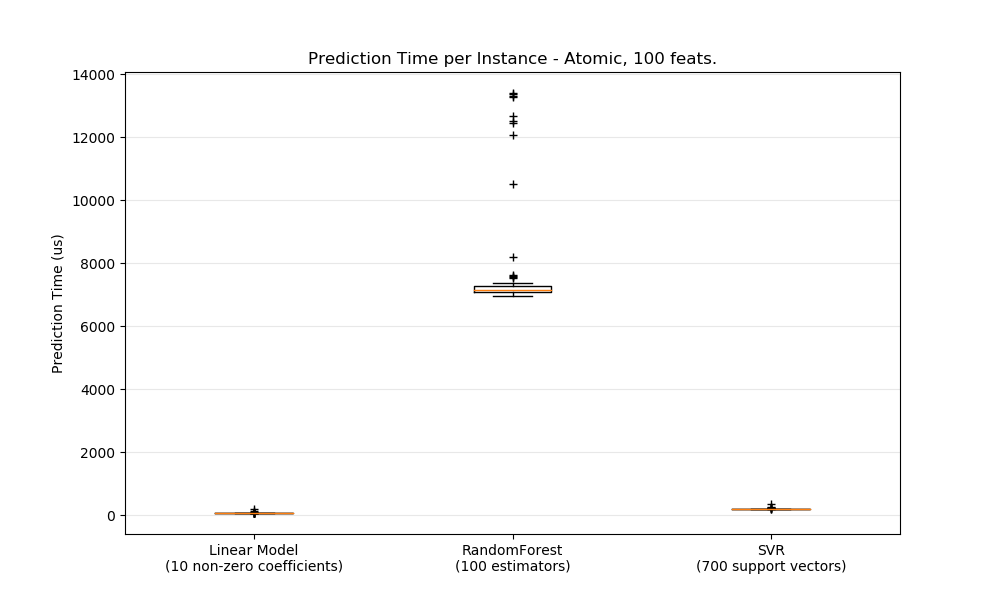 Prediction Time per Instance - Atomic, 100 feats.
Prediction Time (us)
14000
12000
10000
8000
6000
4000
2000
0
Linear Model
(10 non-zero coefficients)
RandomForest
(100 estimators)
SVR
(700 support vectors)